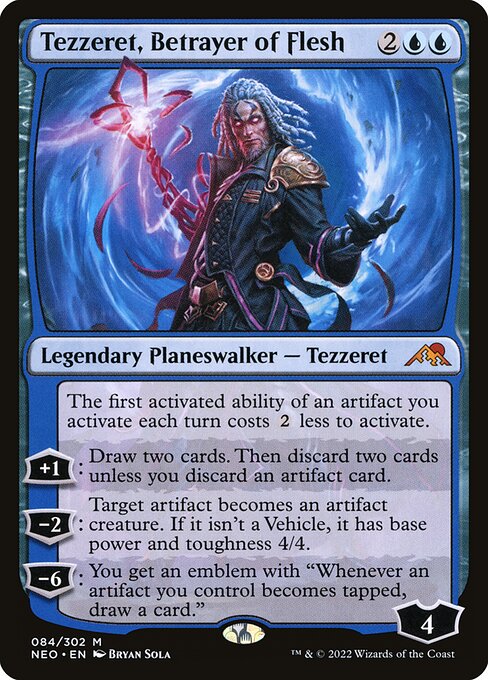 Tezzeret, Betrayer of Flesh 2
Legendary Planeswalker — Tezzeret
The first activated ability of an artifact you
activate each turn costs 2 less to activate.
+1: Draw two cards. Then discard two cards
unless you discard an artifact card.
−2: Target artifact becomes an artifact
creature. If it isn't a Vehicle, it has base
power and toughness 4/4.
−6: You get an emblem with “Whenever an
artifact you control becomes tapped,
draw a card.”
4
084/302 M
NEO • EN Bryan Sola
™ & © 2022 Wizards of the Coast